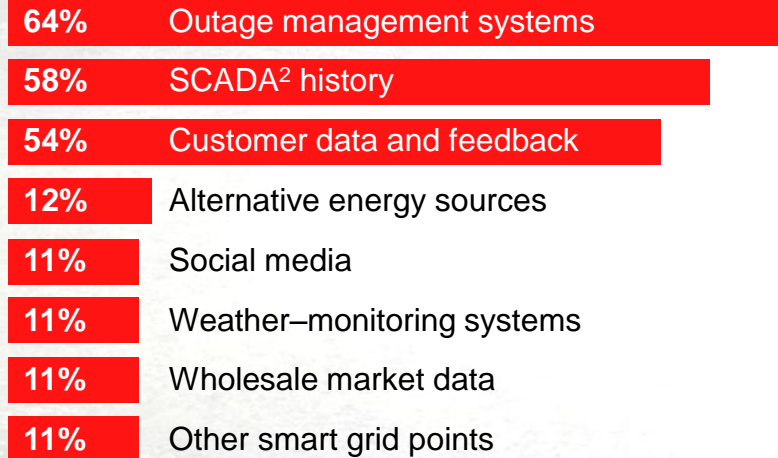 64% Outage management systems
58% SCADA² history
54% Customer data and feedback
12% Alternative energy sources
11% Social media
11% Weather–monitoring systems
11% Wholesale market data
11% Other smart grid points